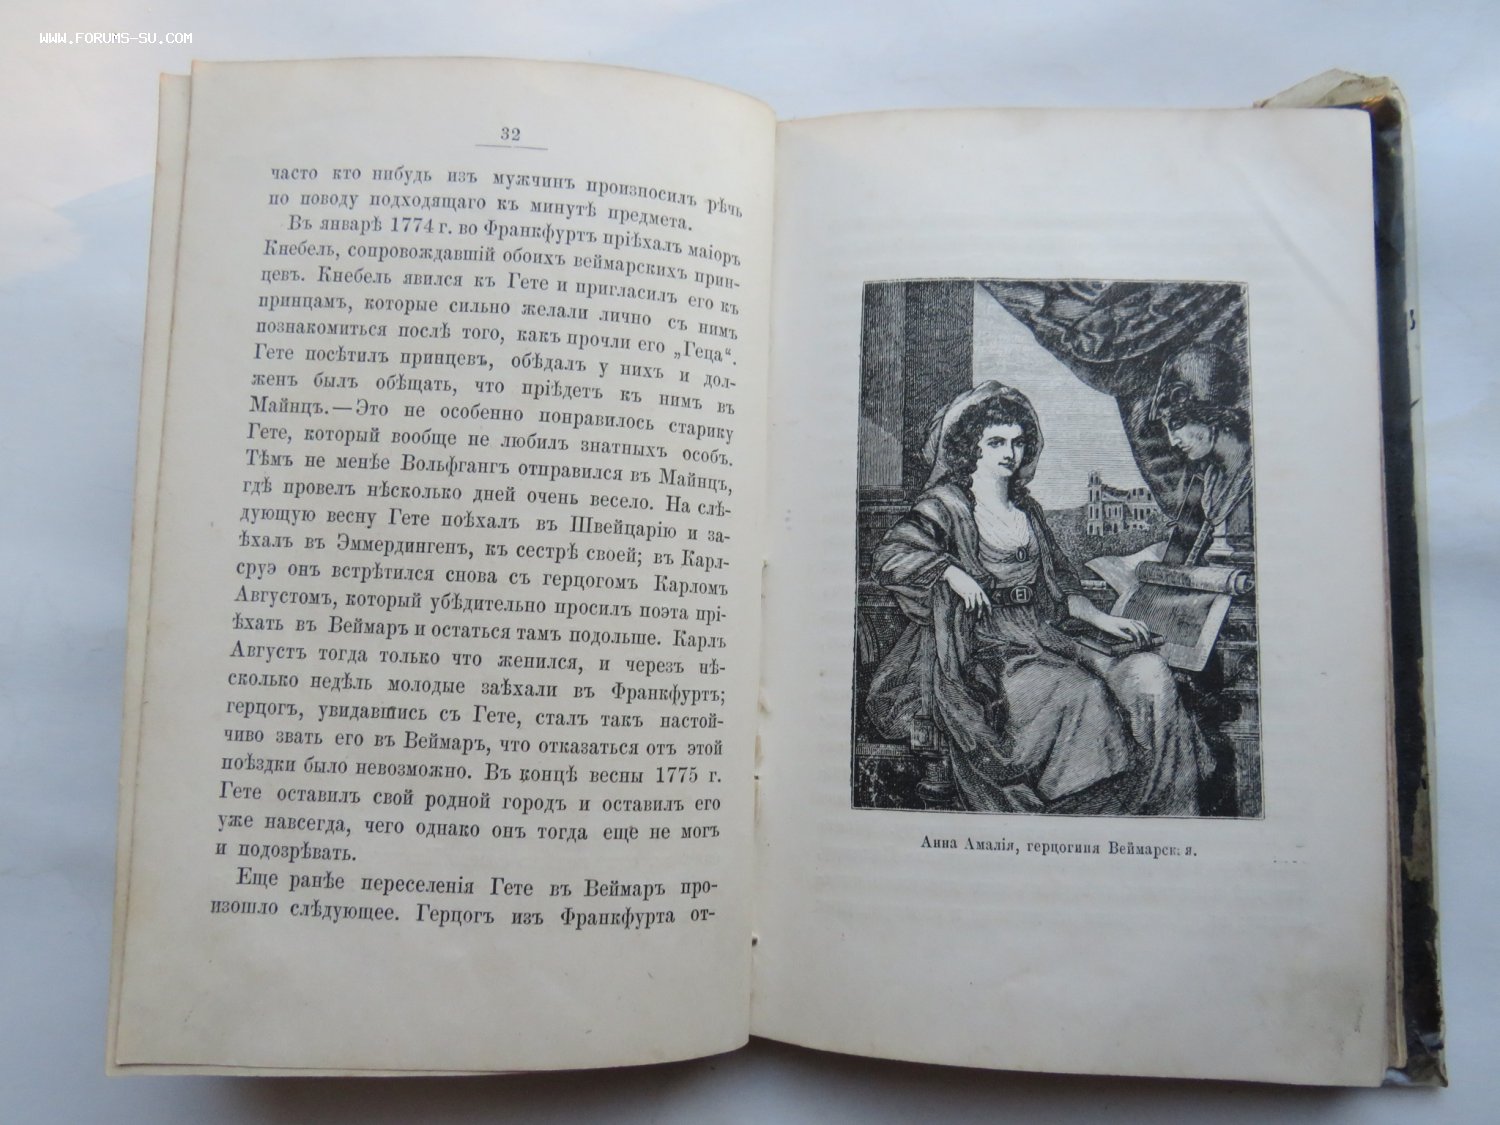 WWW.FORUMS-SU.COM
32
часто кто нибудь изъ мужчинъ произносилъ рѣчь
по поводу подходящаго къ минутѣ предмета.
Въ январѣ 1774 г. во Франкфуртъ пріѣхалъ маіоръ
Кнебель, сопровождавшій обоихъ веймарскихъ прин-
цевъ. Кнебель явился къ Гете и пригласилъ его къ
принцамъ, которые сильно желали лично съ нимъ
познакомиться послѣ того, какъ прочли его „Геца“.
Гете посѣтилъ принцевъ, обѣдалъ у нихъ и дол-
женъ былъ обѣщать, что пріѣдетъ къ нимъ въ
Майнцъ. — Это не особенно понравилось старику
Гете, который вообще не любилъ знатныхъ особъ.
Тѣмъ не менѣе Вольфгангъ отправился въ Майнцъ,
гдѣ провелъ нѣсколько дней очень весело. На слѣ-
дующую весну Гете поѣхалъ въ Швейцарію и за-
ѣхалъ въ Эммердингенъ, къ сестрѣ своей; въ Карл-
сруэ онъ встрѣтился снова съ герцогомъ Карломъ
Августомъ, который убѣдительно просилъ поэта прі-
ѣхать въ Веймаръ и остаться тамъ подольше. Карлъ
Августъ тогда только что женился, и черезъ нѣ-
сколько недѣль молодые заѣхали въ Франкфуртъ;
герцогъ, увидавшись съ Гете, сталъ такъ настой-
чиво звать его въ Веймаръ, что отказаться отъ этой
поѣздки было невозможно. Въ концѣ весны 1775 г.
Гете оставилъ свой родной городъ и оставилъ его
уже навсегда, чего однако онъ тогда еще не могъ
и подозрѣвать.
Еще ранѣе переселенія Гете въ Веймаръ про-
изошло слѣдующее. Герцогъ изъ Франкфурта от-
Анна Амалія, герцогиня Веймарская.